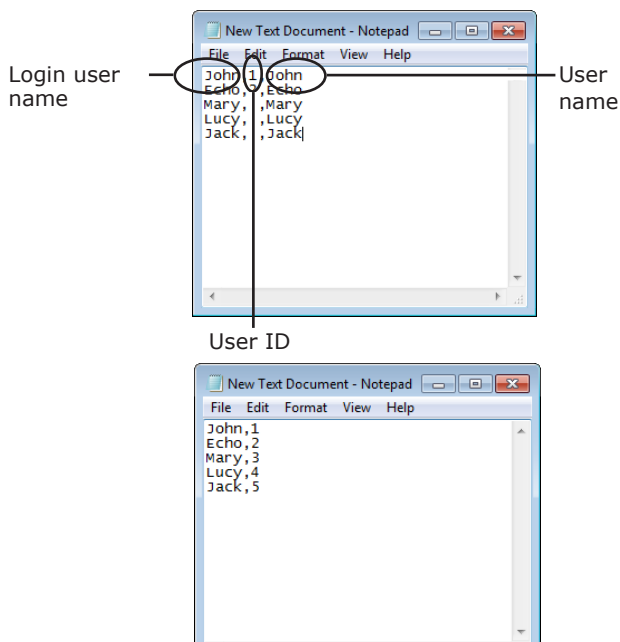 New Text Document - Notepad
File Edit Format View Help
Login user name
John,1,John
Echo,2,Echo
Mary, ,Mary
Lucy, ,Lucy
Jack, ,Jack
User name
User ID
New Text Document - Notepad
File Edit Format View Help
John,1
Echo,2
Mary,3
Lucy,4
Jack,5